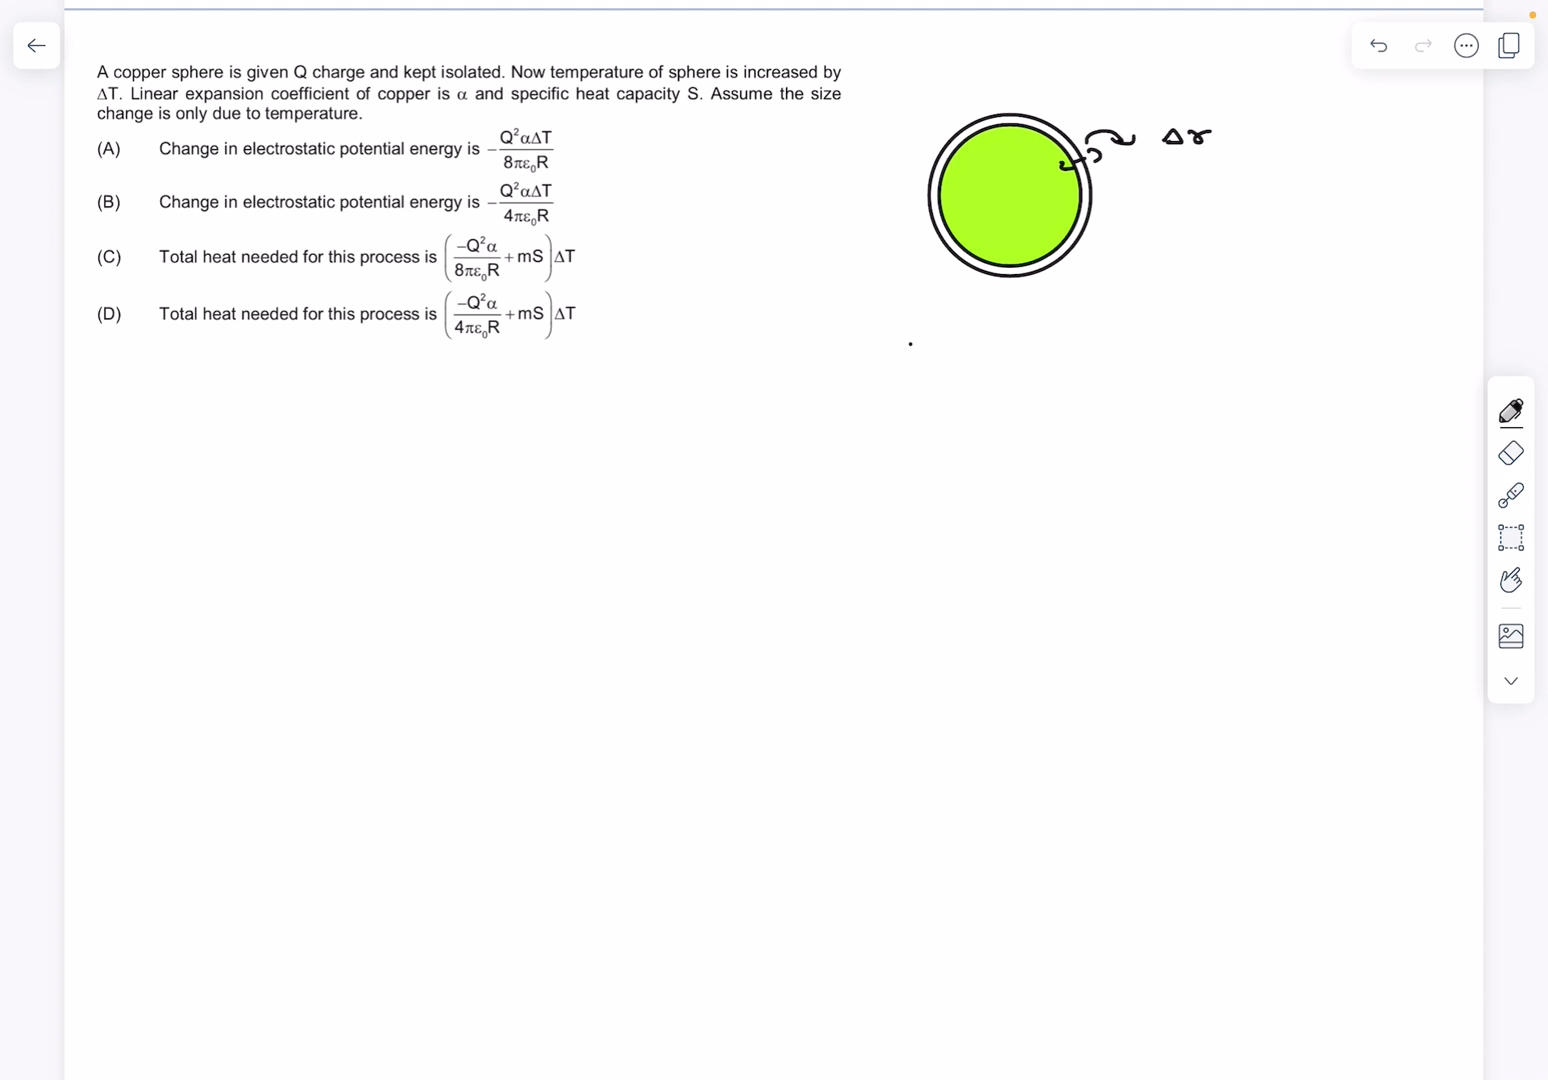 A copper sphere is given Q charge and kept isolated. Now temperature of sphere is increased by
ΔT. Linear expansion coefficient of copper is α and specific heat capacity S. Assume the size
change is only due to temperature.
(A) Change in electrostatic potential energy is −Q²αΔT/8πε₀R
(B) Change in electrostatic potential energy is −Q²αΔT/4πε₀R
(C) Total heat needed for this process is (−Q²α/8πε₀R + mS)ΔT
(D) Total heat needed for this process is (−Q²α/4πε₀R + mS)ΔT
Δr